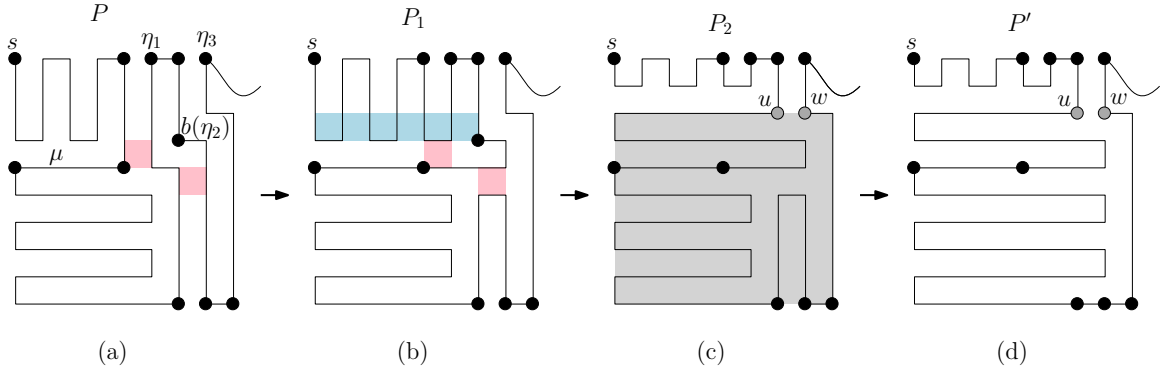 P
P₁
P₂
P′
s
η₁
η₃
s
s
s
b(η₂)
u
w
u
w
μ
(a)
(b)
(c)
(d)